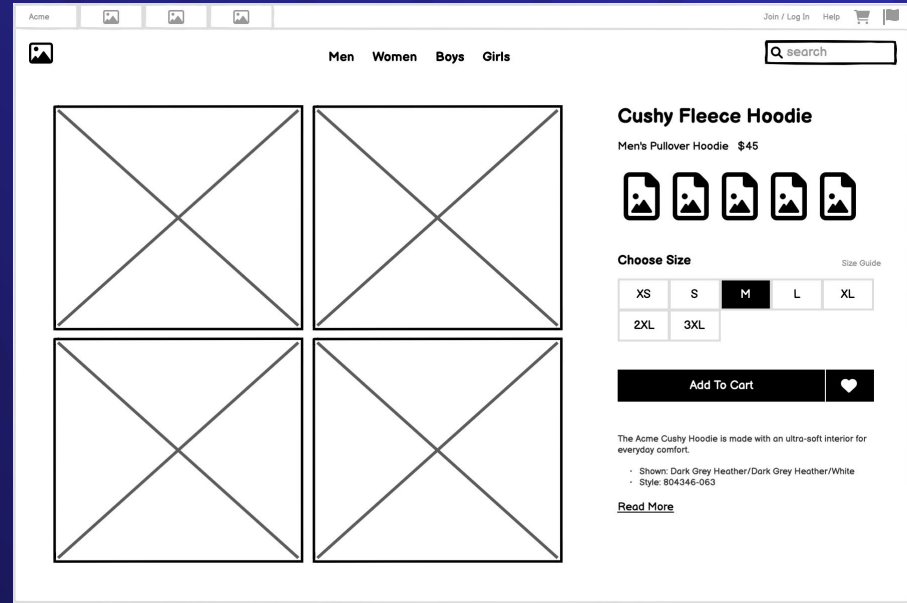 Acme
Join / Log In Help
Men Women Boys Girls
search
Cushy Fleece Hoodie
Men's Pullover Hoodie $45
Choose Size
Size Guide
XS S M L XL
2XL 3XL
Add To Cart
The Acme Cushy Hoodie is made with an ultra-soft interior for
everyday comfort.
· Shown: Dark Grey Heather/Dark Grey Heather/White
· Style: 804346-063
Read More